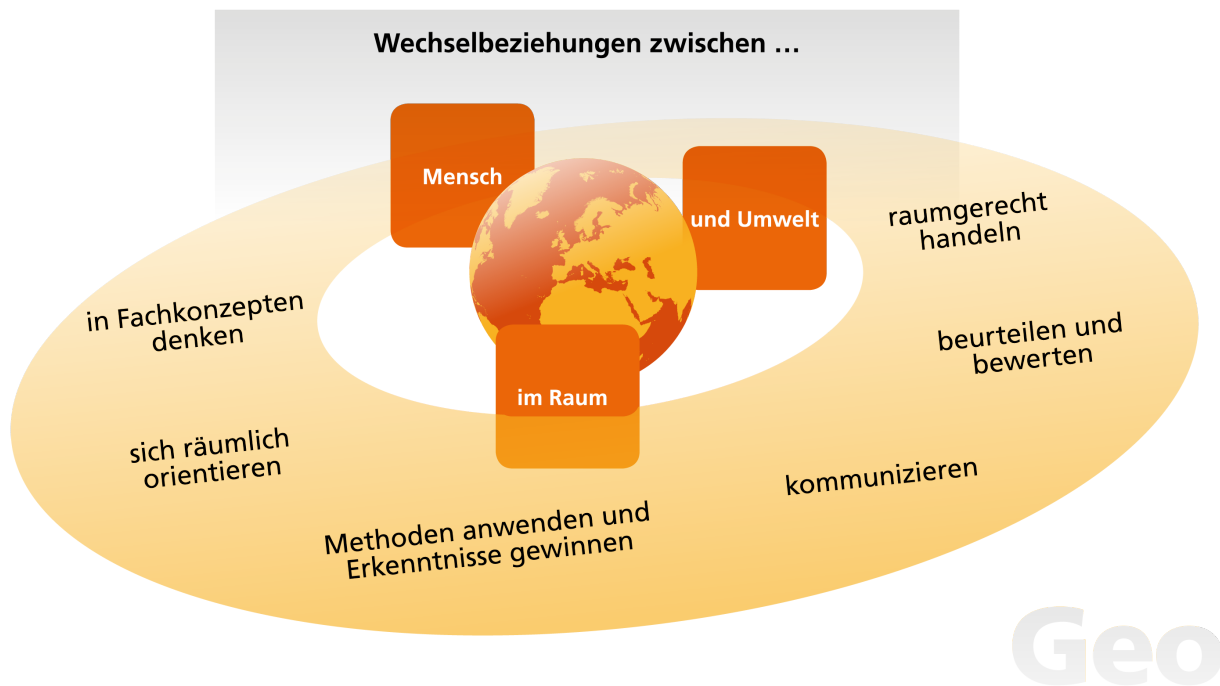 Wechselbeziehungen zwischen …
Mensch
und Umwelt
im Raum
in Fachkonzepten
denken
sich räumlich
orientieren
Methoden anwenden und
Erkenntnisse gewinnen
kommunizieren
beurteilen und
bewerten
raumgerecht
handeln
Geo